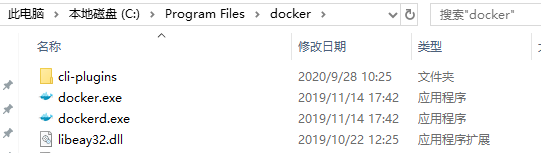 此电脑 › 本地磁盘 (C:) › Program Files › docker › 搜索"docker"
名称 修改日期 类型
cli-plugins 2020/9/28 10:25 文件夹
docker.exe 2019/11/14 17:42 应用程序
dockerd.exe 2019/11/14 17:42 应用程序
libeay32.dll 2019/10/22 12:25 应用程序扩展